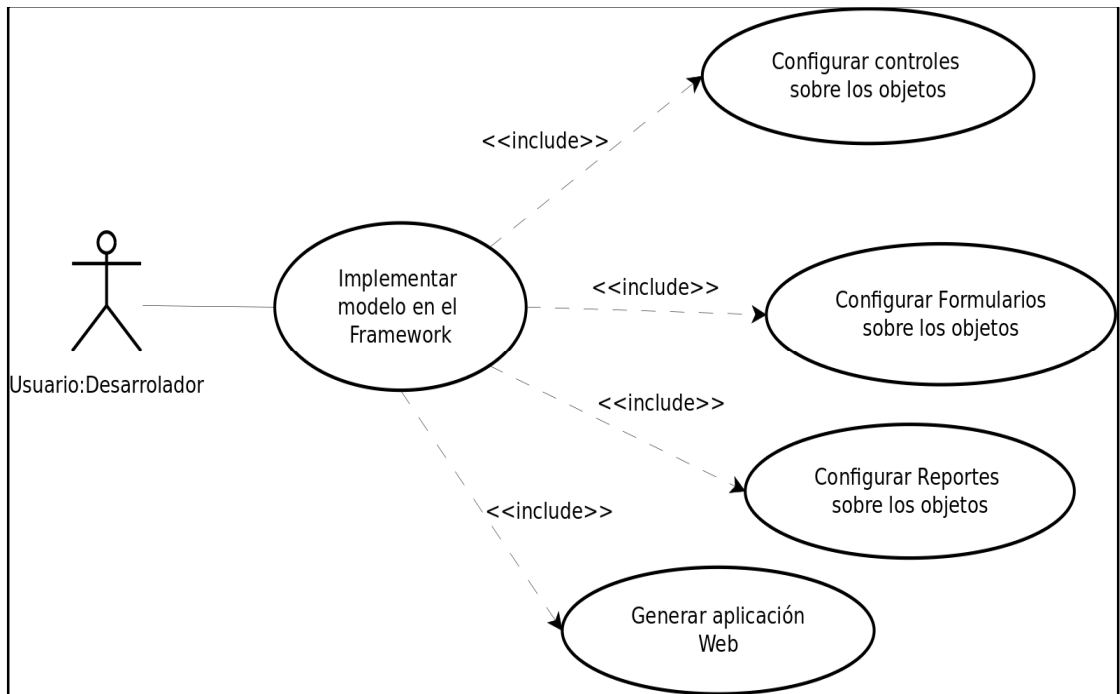 Configurar controles
sobre los objetos
<<include>>
Implementar
modelo en el
Framework
<<include>>
Configurar Formularios
sobre los objetos
Usuario:Desarrolador
<<include>>
Configurar Reportes
sobre los objetos
<<include>>
Generar aplicación
Web